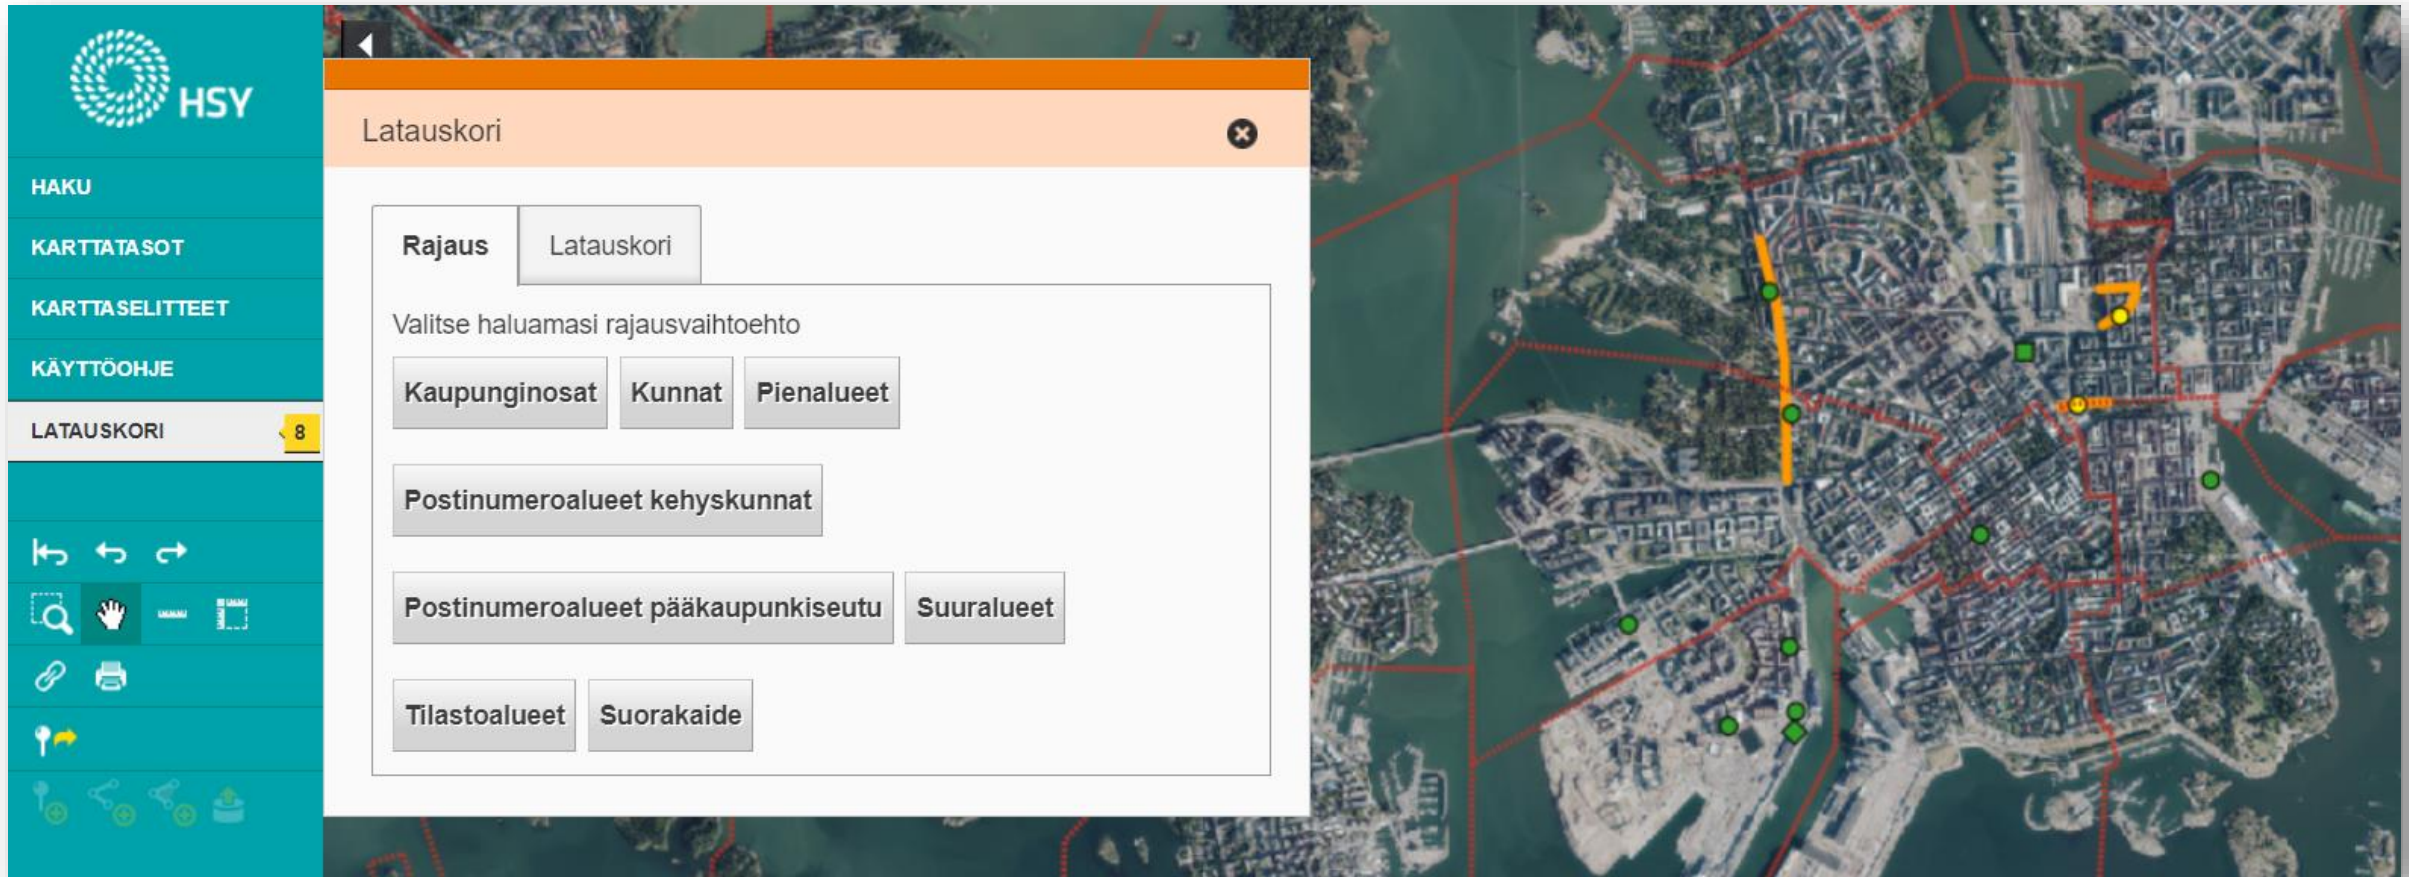 HSY
HAKU
KARTTATASOT
KARTTASELITTEET
KÄYTTÖOHJE
LATAUSKORI 8
Latauskori
Rajaus Latauskori
Valitse haluamasi rajausvaihtoehto
Kaupunginosat Kunnat Pienalueet
Postinumeroalueet kehyskunnat
Postinumeroalueet pääkaupunkiseutu Suuralueet
Tilastoalueet Suorakaide